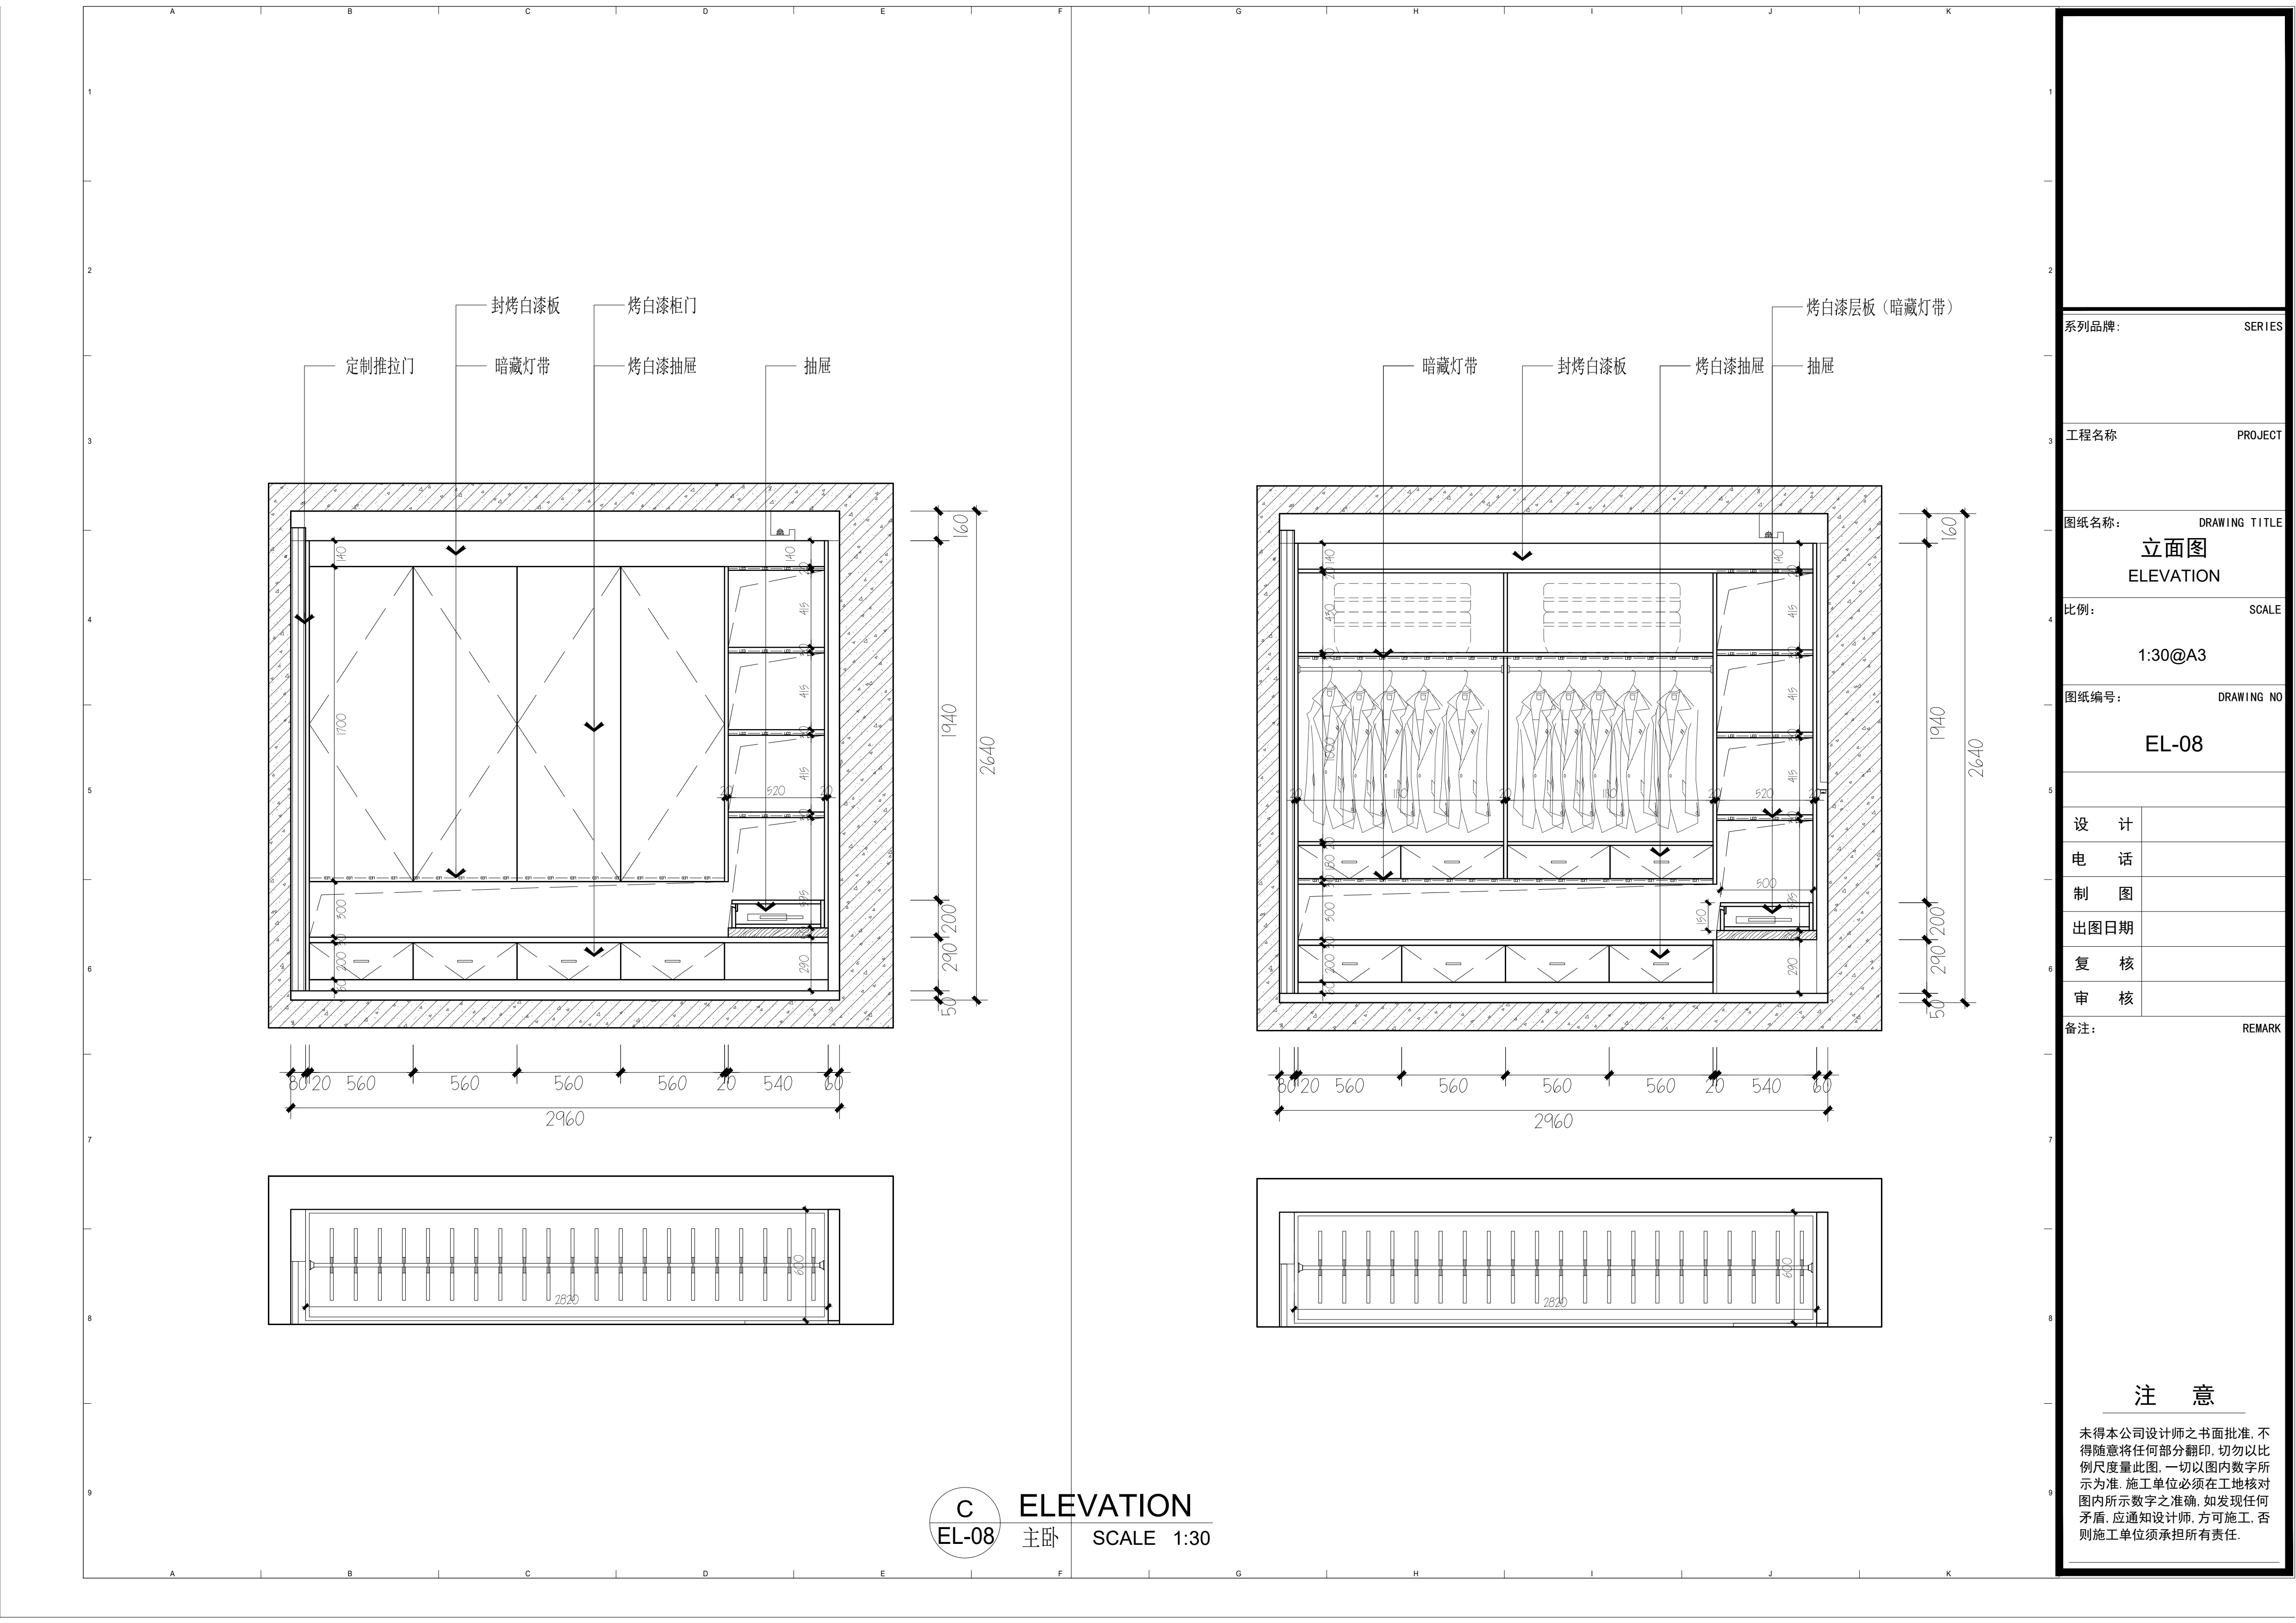 A B C D E F G H I J K
1 1
2 2
封烤白漆板 烤白漆柜门 烤白漆层板（暗藏灯带）
定制推拉门 暗藏灯带 烤白漆抽屉 抽屉 暗藏灯带 封烤白漆板 烤白漆抽屉 抽屉
3 3
4 4
5 5
6 6
7 7
8 8
9 9
140
1700
300
200
140
415
415
415
20 520 20
290
160
1940
200
290
50
2640
80 20 560 560 560 560 20 540 60
2960
2820
600
140
180
300
200
140
415
415
415
20 1110 20 1110 20 520 20
500
150
290
160
1940
200
290
50
2640
80 20 560 560 560 560 20 540 60
2960
2820
600
C ELEVATION
EL-08 主卧 SCALE 1:30
A B C D E F G H I J K
系列品牌: SERIES
工程名称 PROJECT
图纸名称: DRAWING TITLE
立面图
ELEVATION
比例: SCALE
1:30@A3
图纸编号: DRAWING NO
EL-08
设 计
电 话
制 图
出图日期
复 核
审 核
备注: REMARK
注 意
未得本公司设计师之书面批准,不
得随意将任何部分翻印,切勿以比
例尺度量此图,一切以图内数字所
示为准.施工单位必须在工地核对
图内所示数字之准确,如发现任何
矛盾,应通知设计师,方可施工,否
则施工单位须承担所有责任.